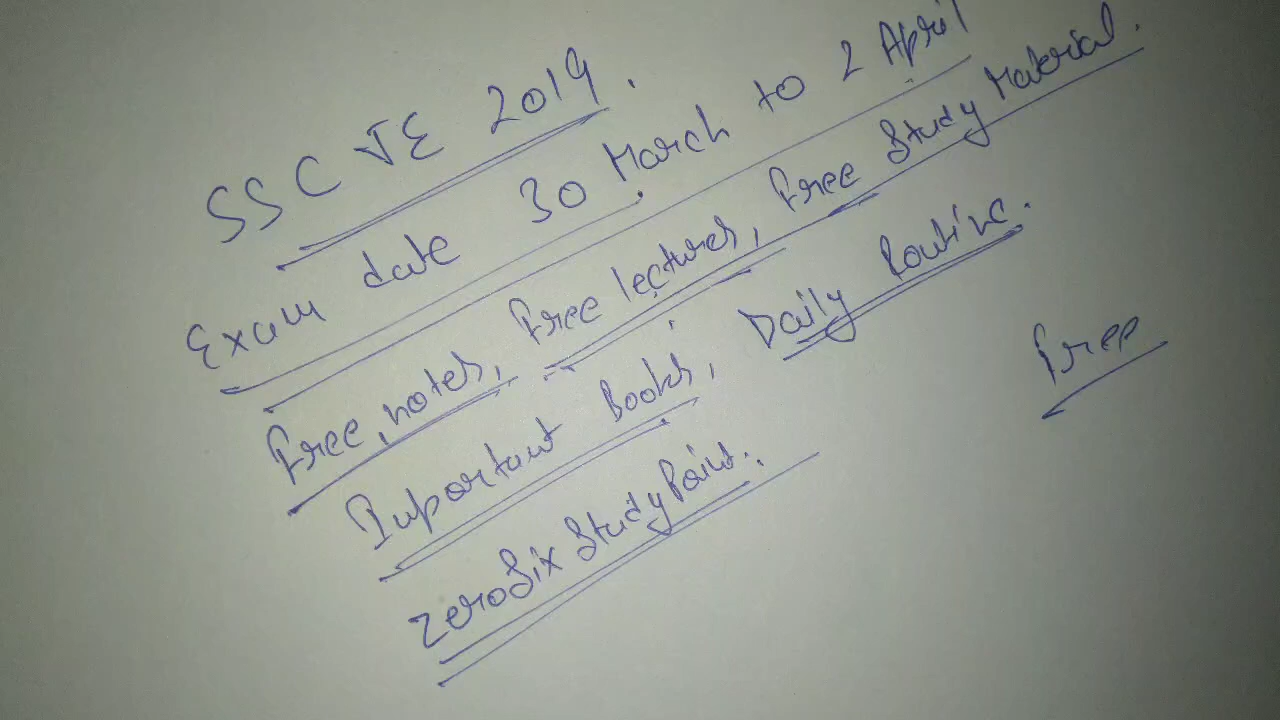 SSC JE 2019.
Exam date 30 March to 2 April
Free notes, Free lectures, Free Study Material.
Important Books, Daily Routine.
Free
ZeroSix StudyPoint.